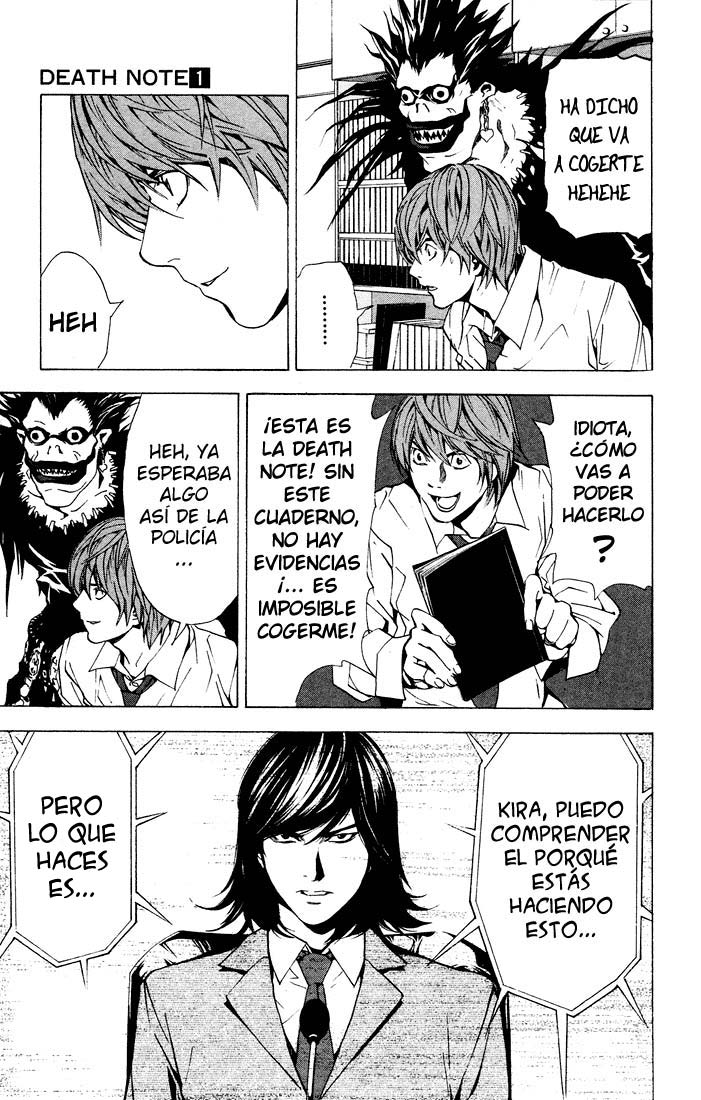 DEATH NOTE 1
HA DICHO
QUE VA
A COGERTE
HEHEHE
.........
HEH
IDIOTA,
¿CÓMO
VAS A
PODER
HACERLO
?
¡ESTA ES
LA DEATH
NOTE! SIN
ESTE
CUADERNO,
NO HAY
EVIDENCIAS
¡... ES
IMPOSIBLE
COGERME!
HEH, YA
ESPERABA
ALGO
ASÍ DE LA
POLICÍA
...
KIRA, PUEDO
COMPRENDER
EL PORQUÉ
ESTÁS
HACIENDO
ESTO...
PERO
LO QUE
HACES
ES...